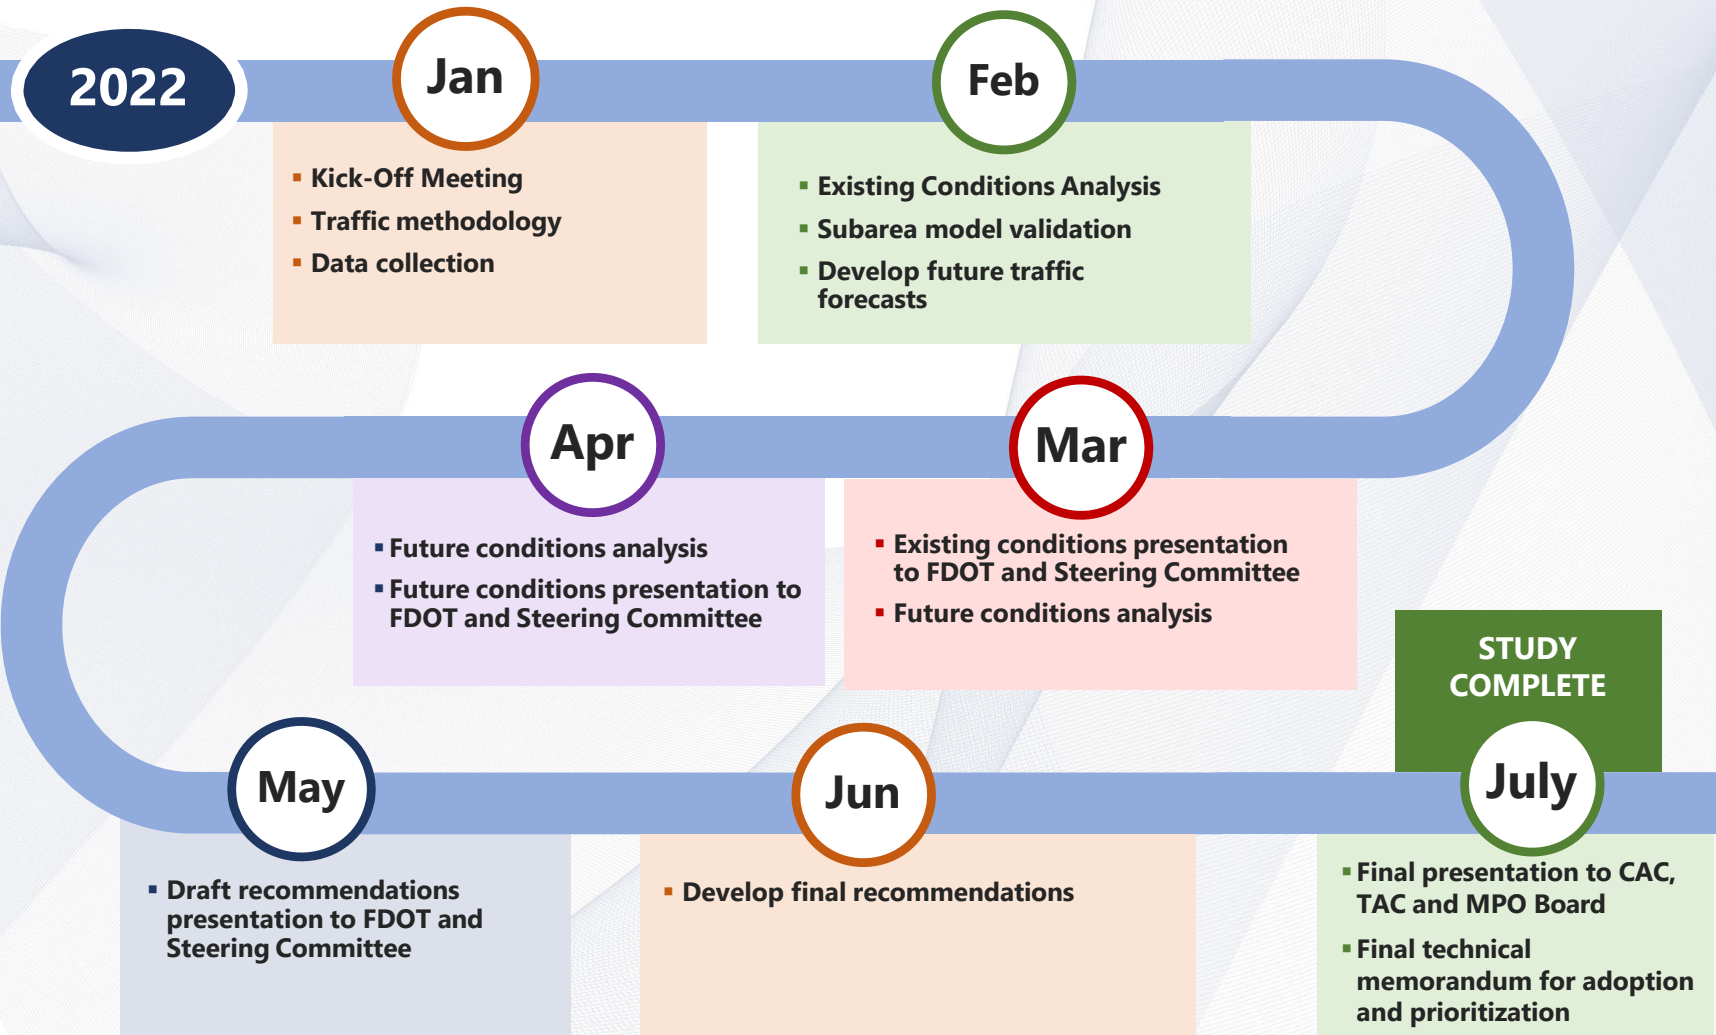 2022
Jan
▪ Kick-Off Meeting
▪ Traffic methodology
▪ Data collection
Feb
▪ Existing Conditions Analysis
▪ Subarea model validation
▪ Develop future traffic
forecasts
Mar
▪ Existing conditions presentation
to FDOT and Steering Committee
▪ Future conditions analysis
Apr
▪ Future conditions analysis
▪ Future conditions presentation to
FDOT and Steering Committee
May
▪ Draft recommendations
presentation to FDOT and
Steering Committee
Jun
▪ Develop final recommendations
STUDY
COMPLETE
July
▪ Final presentation to CAC,
TAC and MPO Board
▪ Final technical
memorandum for adoption
and prioritization